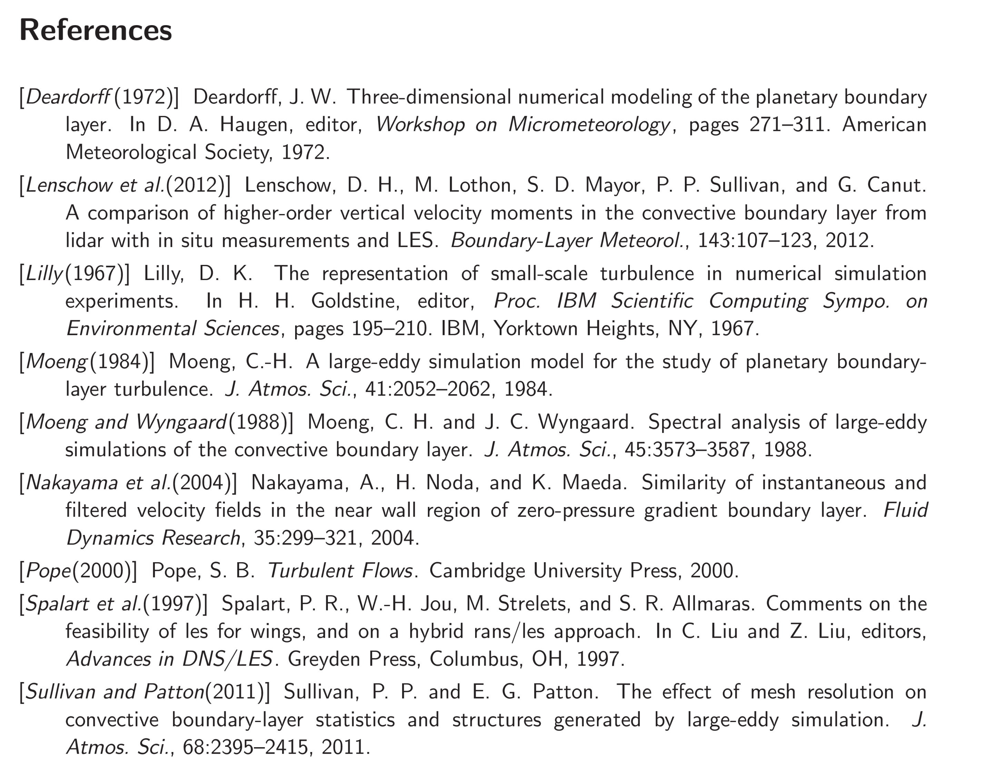 References
[Deardorff(1972)] Deardorff, J. W. Three-dimensional numerical modeling of the planetary boundary
layer. In D. A. Haugen, editor, Workshop on Micrometeorology, pages 271–311. American
Meteorological Society, 1972.
[Lenschow et al.(2012)] Lenschow, D. H., M. Lothon, S. D. Mayor, P. P. Sullivan, and G. Canut.
A comparison of higher-order vertical velocity moments in the convective boundary layer from
lidar with in situ measurements and LES. Boundary-Layer Meteorol., 143:107–123, 2012.
[Lilly(1967)] Lilly, D. K. The representation of small-scale turbulence in numerical simulation
experiments. In H. H. Goldstine, editor, Proc. IBM Scientific Computing Sympo. on
Environmental Sciences, pages 195–210. IBM, Yorktown Heights, NY, 1967.
[Moeng(1984)] Moeng, C.-H. A large-eddy simulation model for the study of planetary boundary-
layer turbulence. J. Atmos. Sci., 41:2052–2062, 1984.
[Moeng and Wyngaard(1988)] Moeng, C. H. and J. C. Wyngaard. Spectral analysis of large-eddy
simulations of the convective boundary layer. J. Atmos. Sci., 45:3573–3587, 1988.
[Nakayama et al.(2004)] Nakayama, A., H. Noda, and K. Maeda. Similarity of instantaneous and
filtered velocity fields in the near wall region of zero-pressure gradient boundary layer. Fluid
Dynamics Research, 35:299–321, 2004.
[Pope(2000)] Pope, S. B. Turbulent Flows. Cambridge University Press, 2000.
[Spalart et al.(1997)] Spalart, P. R., W.-H. Jou, M. Strelets, and S. R. Allmaras. Comments on the
feasibility of les for wings, and on a hybrid rans/les approach. In C. Liu and Z. Liu, editors,
Advances in DNS/LES. Greyden Press, Columbus, OH, 1997.
[Sullivan and Patton(2011)] Sullivan, P. P. and E. G. Patton. The effect of mesh resolution on
convective boundary-layer statistics and structures generated by large-eddy simulation. J.
Atmos. Sci., 68:2395–2415, 2011.